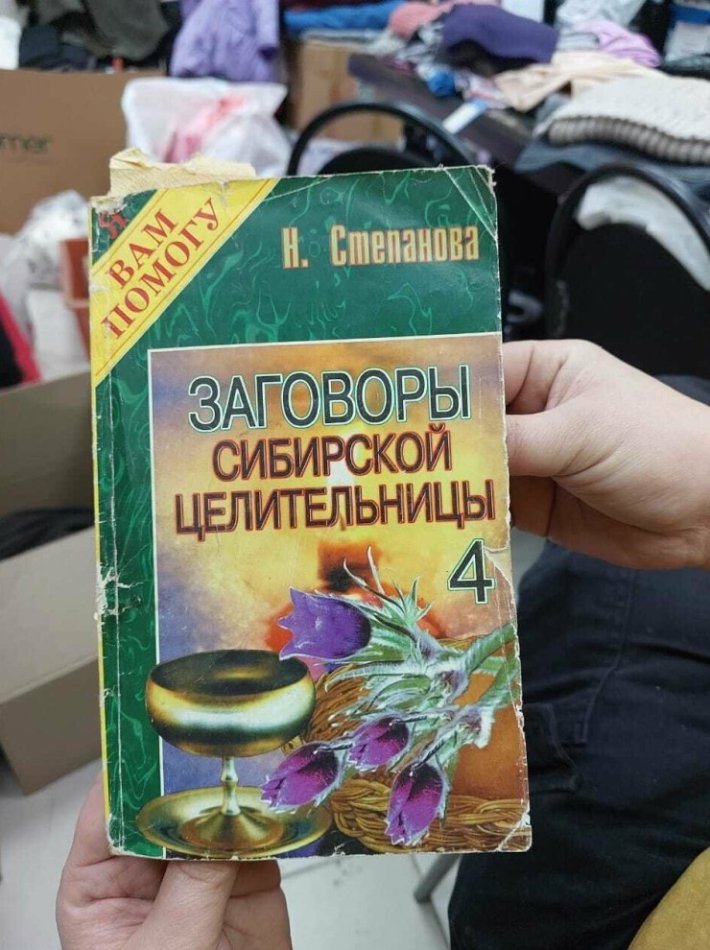 Я
ВАМ
ПОМОГУ
Н. Степанова
ЗАГОВОРЫ
СИБИРСКОЙ
ЦЕЛИТЕЛЬНИЦЫ
4